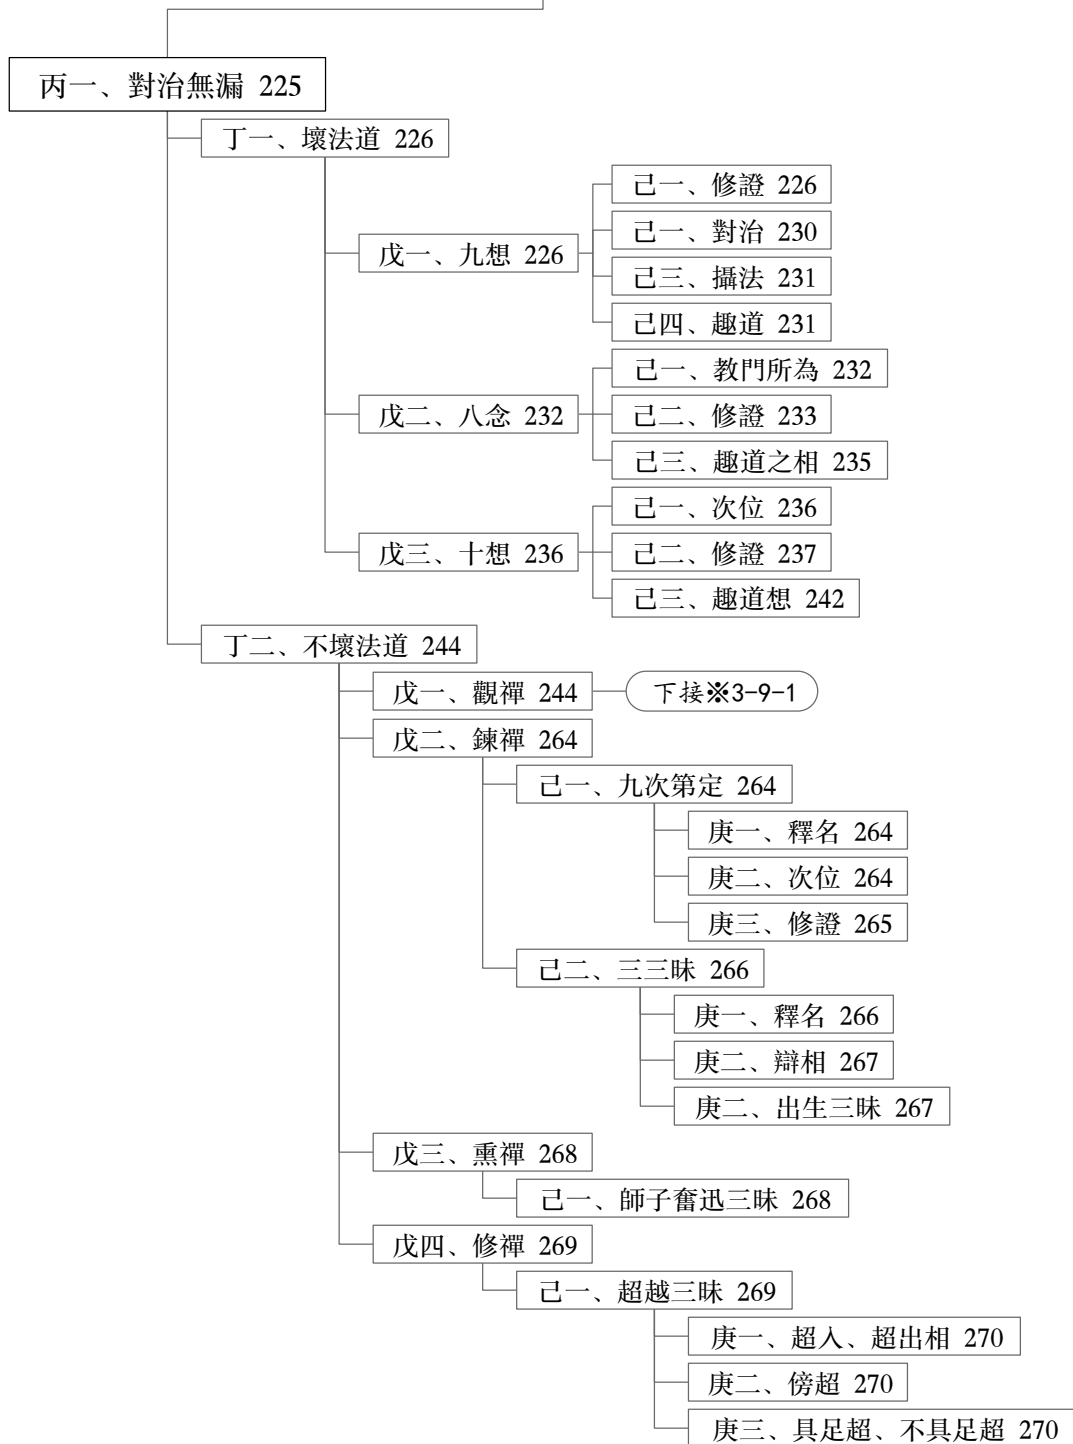 丙一、對治無漏 225
丁一、壞法道 226
戊一、九想 226
己一、修證 226
己一、對治 230
己三、攝法 231
己四、趣道 231
戊二、八念 232
己一、教門所為 232
己二、修證 233
己三、趣道之相 235
戊三、十想 236
己一、次位 236
己二、修證 237
己三、趣道想 242
丁二、不壞法道 244
戊一、觀禪 244
下接※3-9-1
戊二、鍊禪 264
己一、九次第定 264
庚一、釋名 264
庚二、次位 264
庚三、修證 265
己二、三三昧 266
庚一、釋名 266
庚二、辯相 267
庚二、出生三昧 267
戊三、熏禪 268
己一、師子奮迅三昧 268
戊四、修禪 269
己一、超越三昧 269
庚一、超入、超出相 270
庚二、傍超 270
庚三、具足超、不具足超 270